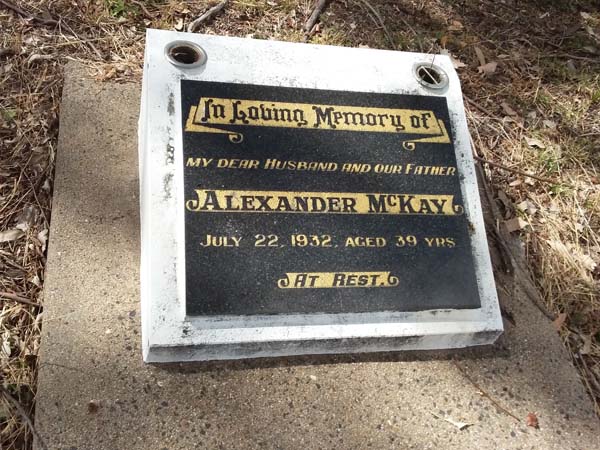 In Loving Memory of
MY DEAR HUSBAND AND OUR FATHER
ALEXANDER McKAY
JULY 22, 1932, AGED 39 YRS
AT REST.